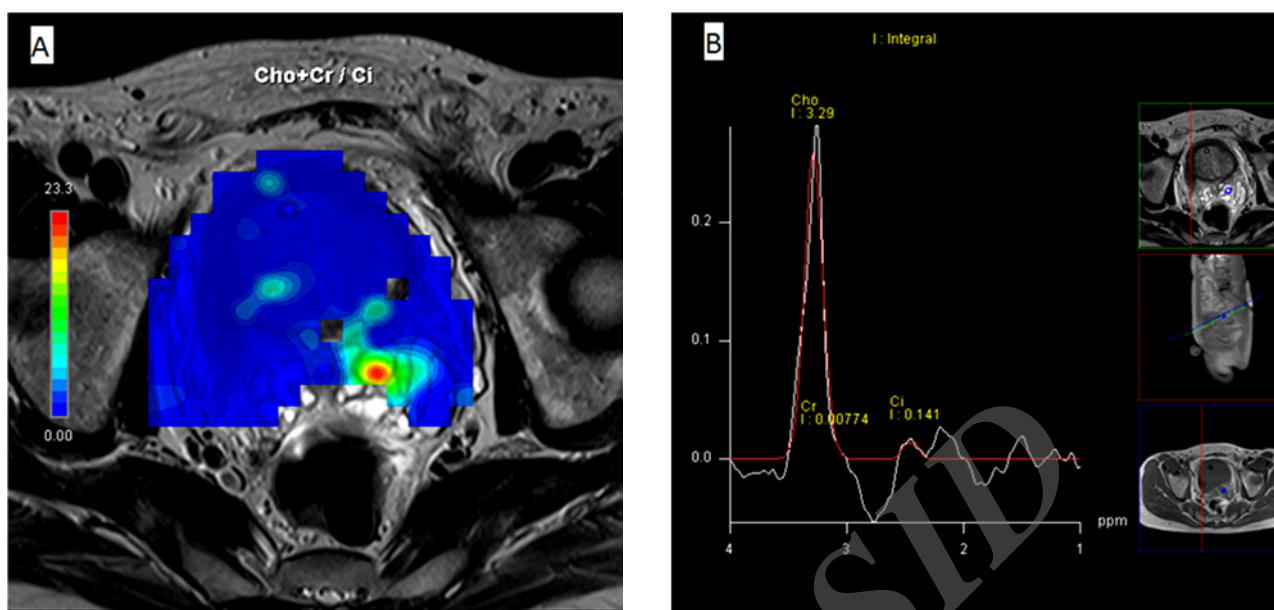 A
Cho+Cr / Ci
23.3
0.00
B
I : Integral
Cho
I : 3.29
0.2
0.1
Cr
I : 0.00774
Ci
I : 0.141
0.0
ppm
4
3
2
1
SID